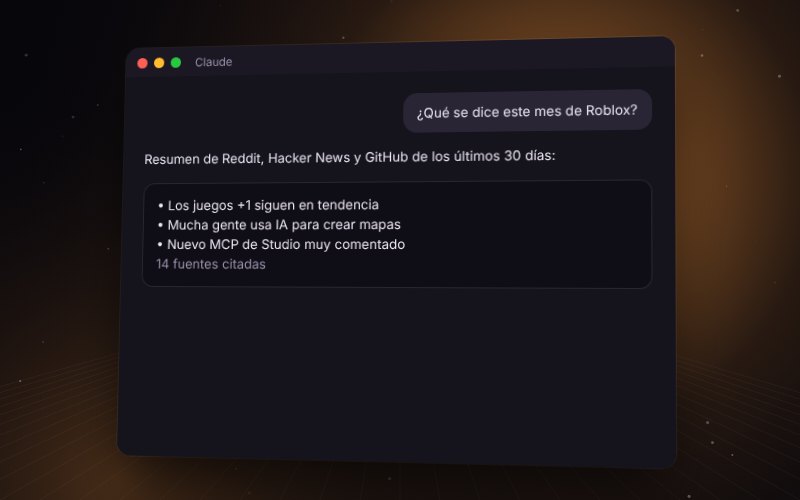 Claude
¿Qué se dice este mes de Roblox?
Resumen de Reddit, Hacker News y GitHub de los últimos 30 días:
• Los juegos +1 siguen en tendencia
• Mucha gente usa IA para crear mapas
• Nuevo MCP de Studio muy comentado
14 fuentes citadas